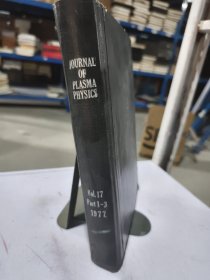 JOURNAL
OF
PLASMA
PHYSICS
Vol. 17
Part 1-3
1977